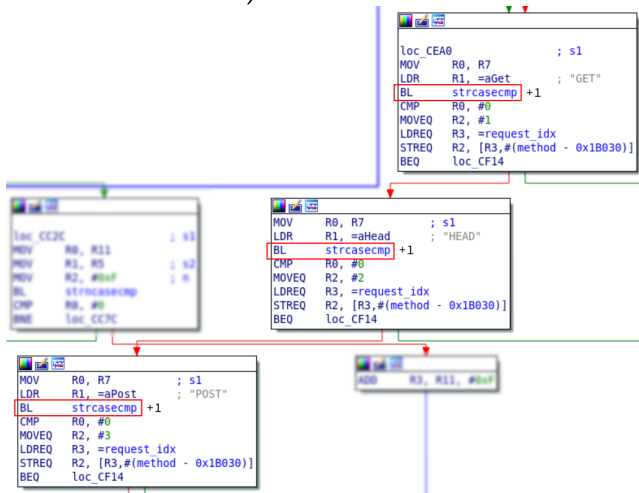 loc_CEA0 ; s1
MOV R0, R7
LDR R1, =aGet ; "GET"
BL strcasecmp +1
CMP R0, #0
MOVEQ R2, #1
LDREQ R3, =request_idx
STREQ R2, [R3,#(method - 0x1B030)]
BEQ loc_CF14
loc_CC2C ; s1
MOV R0, R11
MOV R1, R5 ; s2
MOV R2, #0xF ; n
BL strncasecmp
CMP R0, #0
BNE loc_CC7C
MOV R0, R7 ; s1
LDR R1, =aHead ; "HEAD"
BL strcasecmp +1
CMP R0, #0
MOVEQ R2, #2
LDREQ R3, =request_idx
STREQ R2, [R3,#(method - 0x1B030)]
BEQ loc_CF14
MOV R0, R7 ; s1
LDR R1, =aPost ; "POST"
BL strcasecmp +1
CMP R0, #0
MOVEQ R2, #3
LDREQ R3, =request_idx
STREQ R2, [R3,#(method - 0x1B030)]
BEQ loc_CF14
ADD R3, R11, #0xF